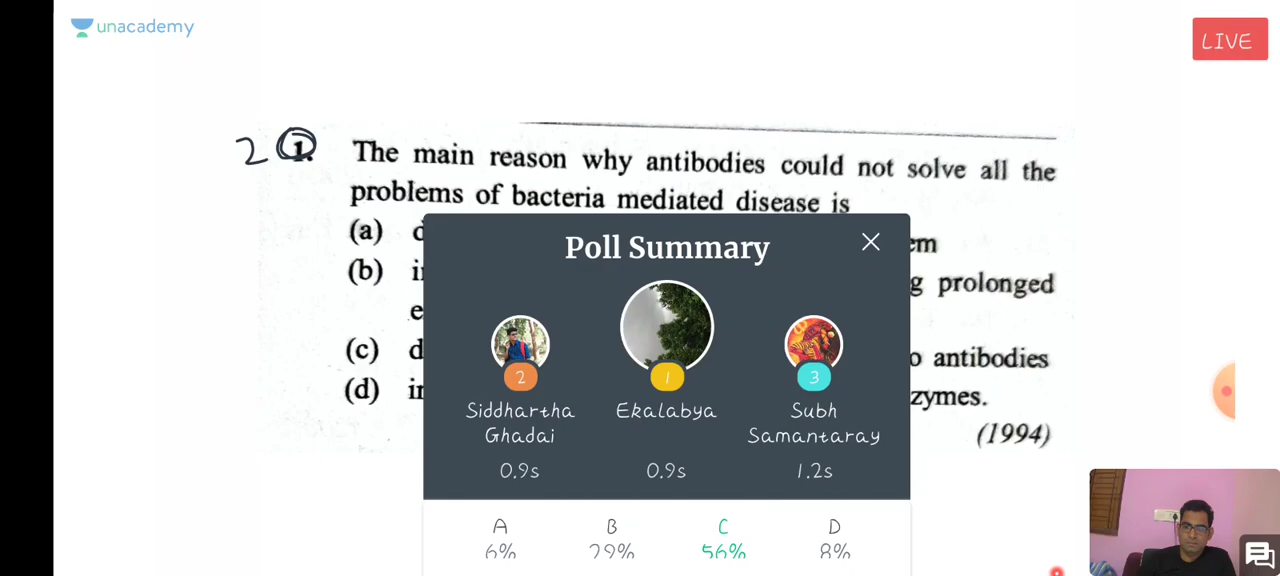 unacademy
LIVE
2 1. The main reason why antibodies could not solve all the
problems of bacteria mediated disease is
(a) d
em
(b) i
g prolonged
e
(c) d
o antibodies
(d) in
zymes.
(1994)
Poll Summary
2
1
3
Siddhartha Ghadai
Ekalabya
Subh Samantaray
0.9s
0.9s
1.2s
A B C D
6% 29% 56% 8%